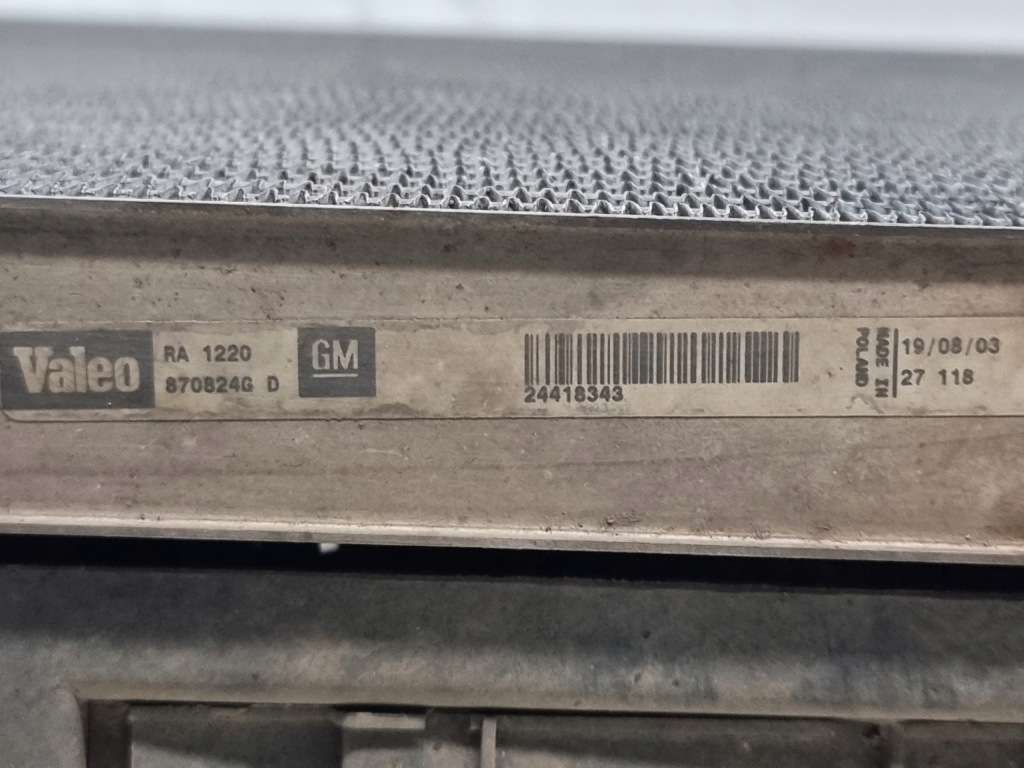 Valeo
RA 1220
870824G D
GM
24418343
MADE IN
POLAND
19/08/03
27 118